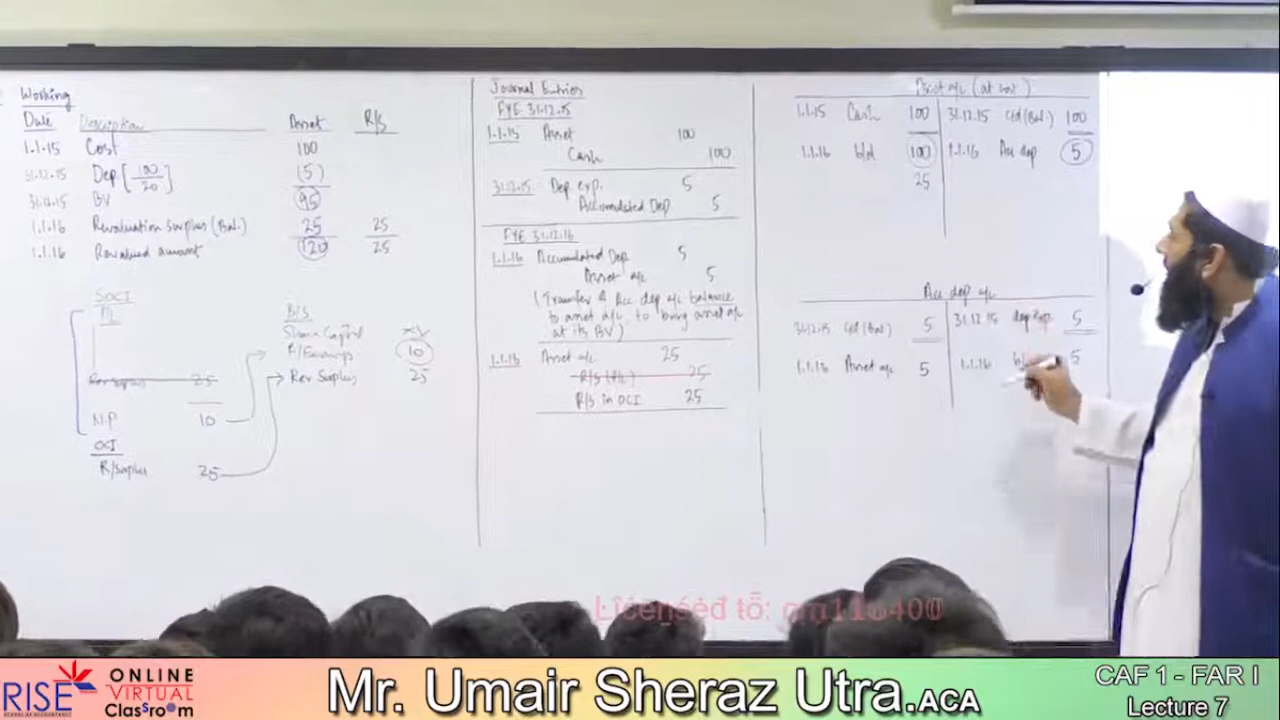 Working
Date Description Asset R/S
1.1.15 Cost 100
31.12.15 Dep [100/20] (5)
31.12.15 BV 95
1.1.16 Revaluation surplus (Bal.) 25 25
1.1.16 Revalued amount 120 25
SOCI
P/L
Rev Surplus 25
N.P 10
OCI
R/Surplus 25
B/S
Share Capital XV
R/Earnings 10
Rev Surplus 25
Journal Entries
FYE 31.12.15
1.1.15 Asset 100
Cash 100
31.12.15 Dep exp. 5
Accumulated Dep 5
FYE 31.12.16
1.1.16 Accumulated Dep 5
Asset a/c 5
(Transfer of Acc dep a/c balance
to asset a/c, to bring asset a/c
at its BV)
1.1.16 Asset a/c 25
R/S (P/L) 25
R/S in OCI 25
Asset a/c (at cost)
1.1.15 Cash 100 31.12.15 c/d (Bal.) 100
1.1.16 b/d 100 1.1.16 Acc dep 5
25
Acc dep a/c
31.12.15 c/d (Bal) 5 31.12.15 dep exp 5
1.1.16 Asset a/c 5 1.1.16 5
Licensed to:
RISE
SCHOOL OF ACCOUNTANCY
ONLINE
VIRTUAL
Classroom
Mr. Umair Sheraz Utra.ACA
CAF 1 - FAR I
Lecture 7